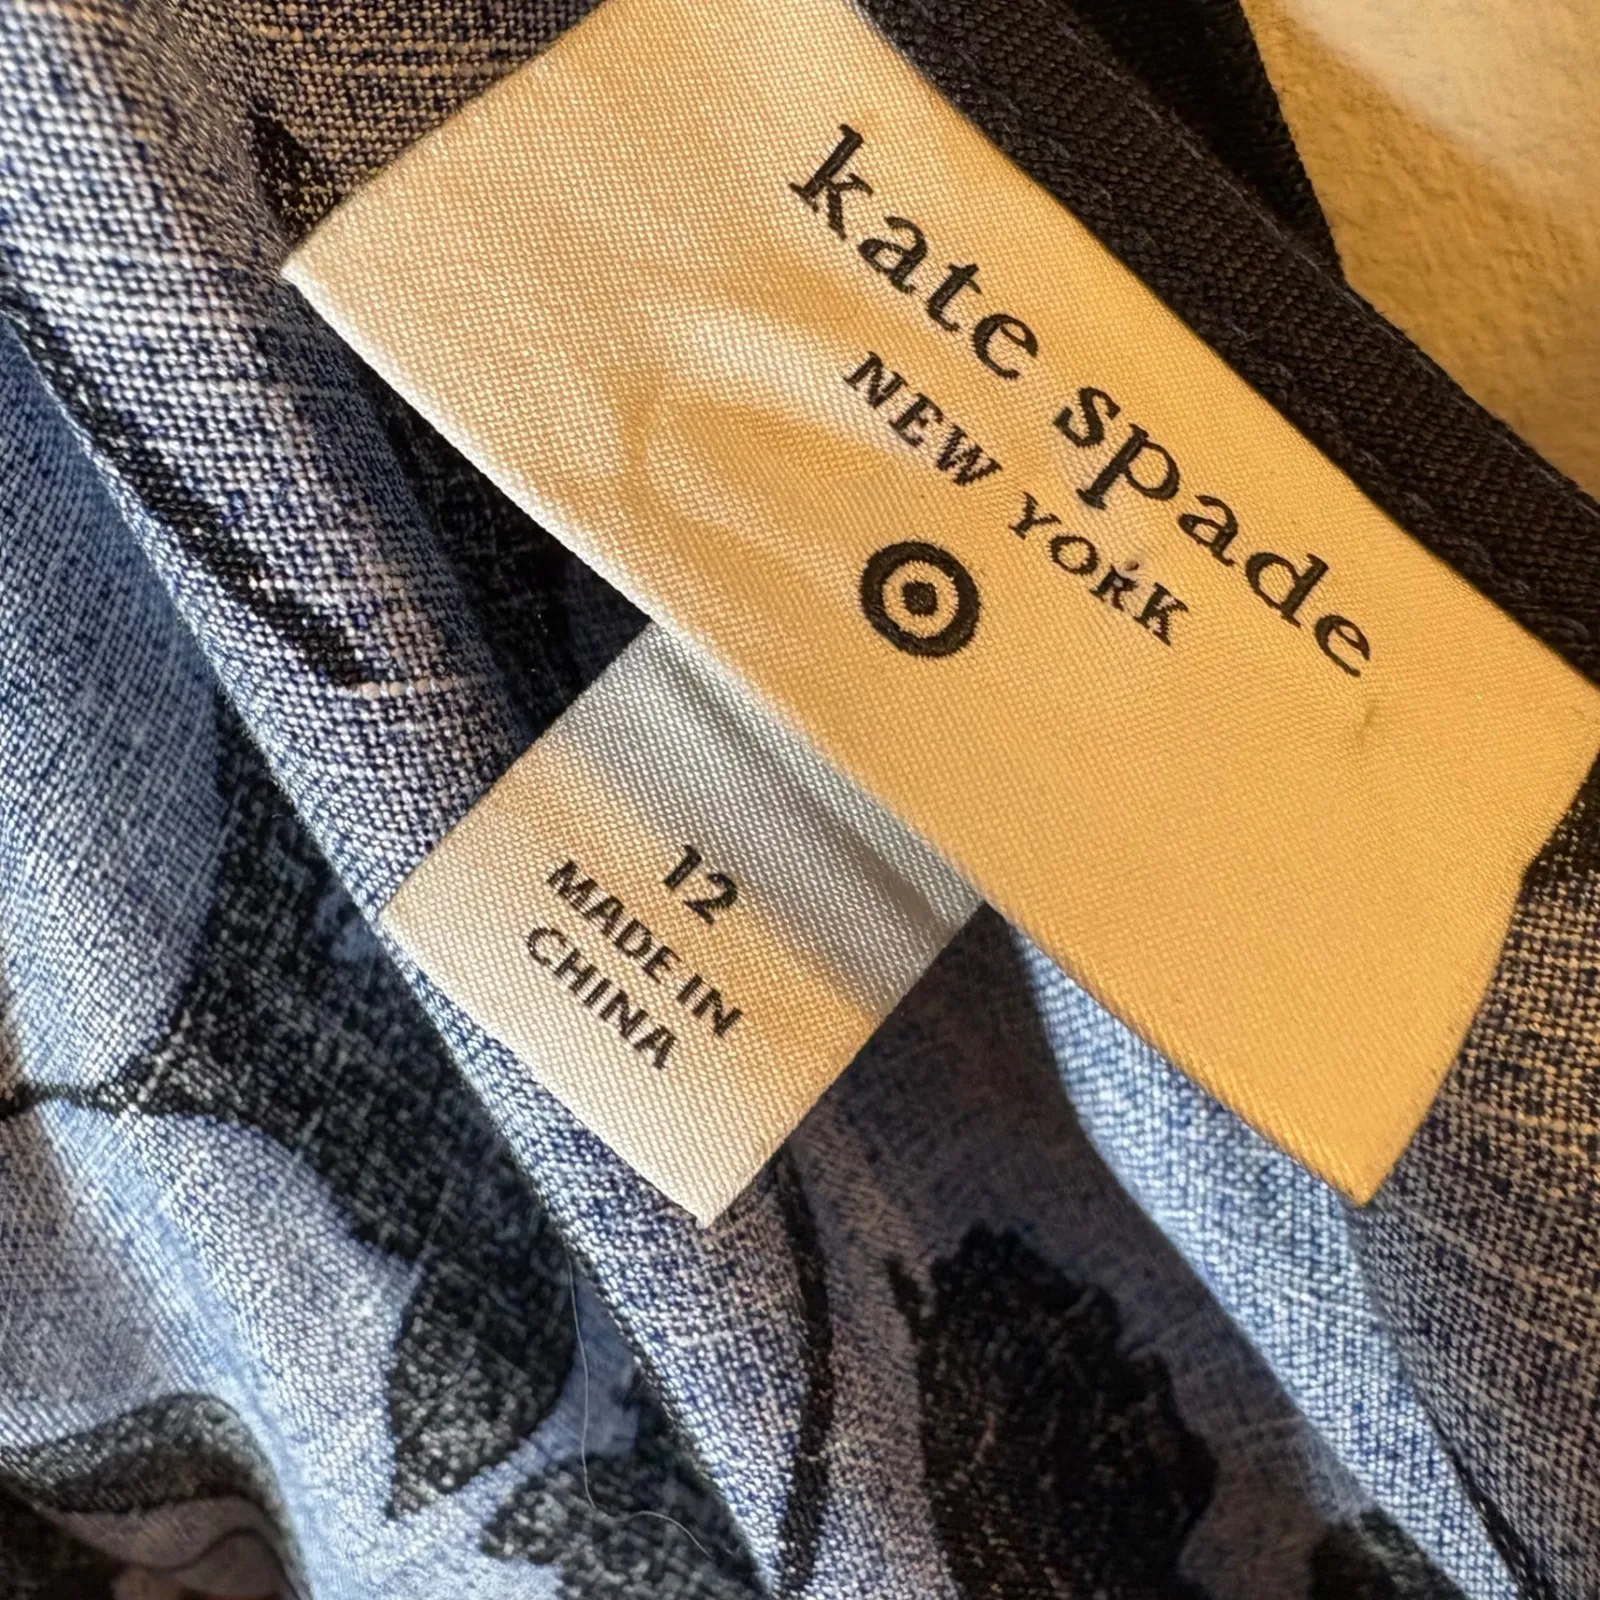 kate spade
NEW YORK
12
MADE IN
CHINA